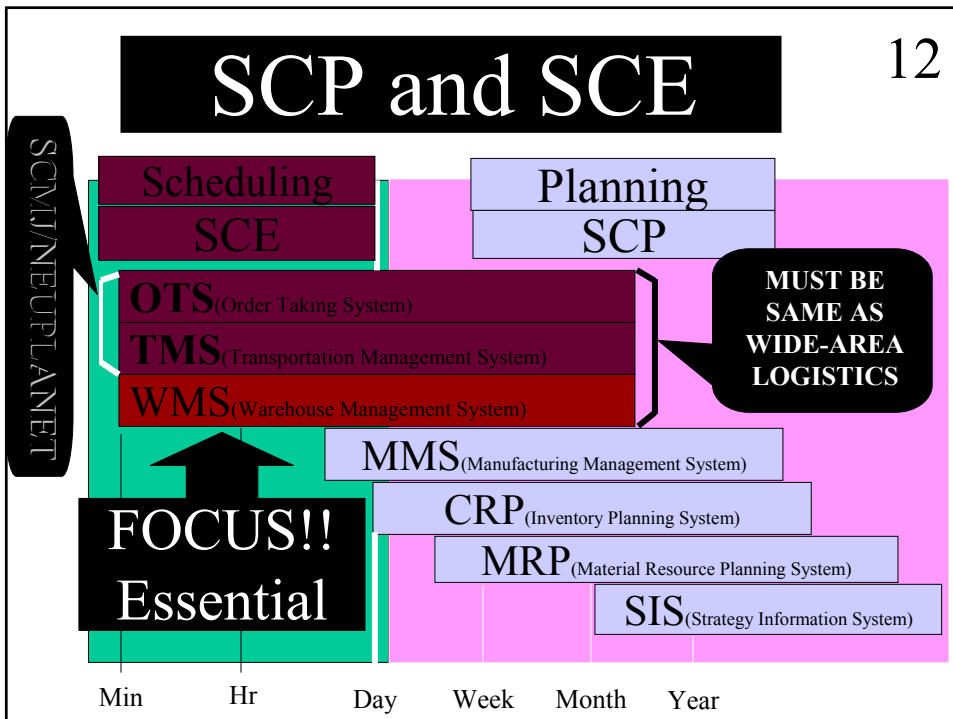 12
SCP and SCE
SCMJ/NEUPLANET
Scheduling
Planning
SCE
SCP
OTS(Order Taking System)
TMS(Transportation Management System)
WMS(Warehouse Management System)
MUST BE
SAME AS
WIDE-AREA
LOGISTICS
MMS(Manufacturing Management System)
CRP(Inventory Planning System)
MRP(Material Resource Planning System)
SIS(Strategy Information System)
FOCUS!!
Essential
Min Hr Day Week Month Year